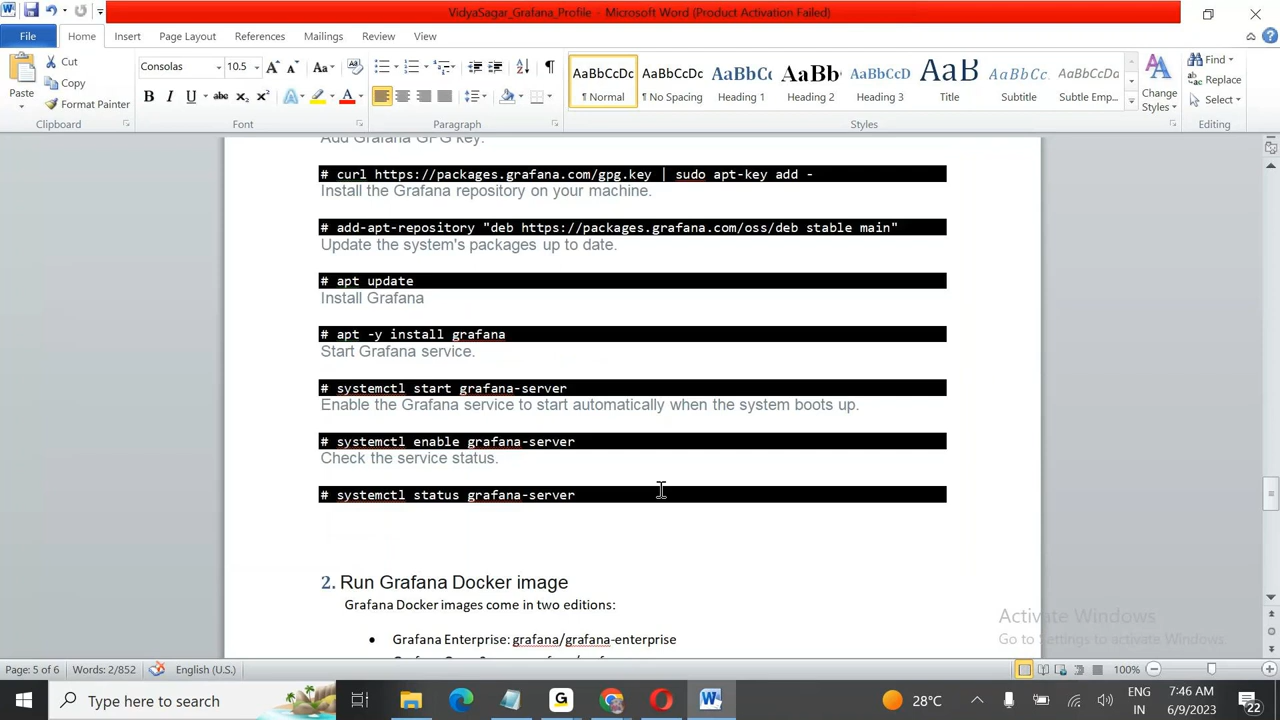 VidyaSagar_Grafana_Profile - Microsoft Word (Product Activation Failed)
File Home Insert Page Layout References Mailings Review View
Paste Cut Copy Format Painter
Consolas 10.5
AaBbCcDc AaBbCcDc AaBbCc AaBb AaBbCcD AaB AaBbCcD AaBbCcDc
¶ Normal ¶ No Spacing Heading 1 Heading 2 Heading 3 Title Subtitle Subtle Emp...
Change Styles
Find Replace Select
Clipboard Font Paragraph Styles Editing
Add Grafana GPG key.
# curl https://packages.grafana.com/gpg.key | sudo apt-key add -
Install the Grafana repository on your machine.
# add-apt-repository "deb https://packages.grafana.com/oss/deb stable main"
Update the system's packages up to date.
# apt update
Install Grafana
# apt -y install grafana
Start Grafana service.
# systemctl start grafana-server
Enable the Grafana service to start automatically when the system boots up.
# systemctl enable grafana-server
Check the service status.
# systemctl status grafana-server
2. Run Grafana Docker image
Grafana Docker images come in two editions:
• Grafana Enterprise: grafana/grafana-enterprise
Activate Windows
Go to Settings to activate Windows.
Page: 5 of 6 Words: 2/852 English (U.S.) 100%
Type here to search
28°C
ENG IN
7:46 AM
6/9/2023
22